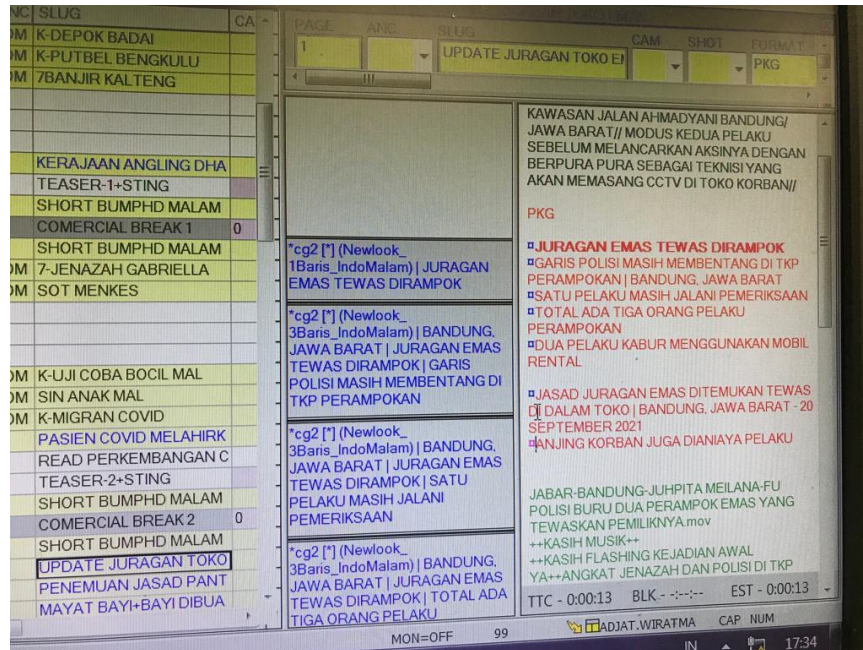 NC SLUG CA
OM K-DEPOK BADAI
OM K-PUTBEL BENGKULU
OM 7BANJIR KALTENG
KERAJAAN ANGLING DHA
TEASER-1+STING
SHORT BUMPHD MALAM
COMERCIAL BREAK 1 0
SHORT BUMPHD MALAM
OM 7-JENAZAH GABRIELLA
OM SOT MENKES
OM K-UJI COBA BOCIL MAL
OM SIN ANAK MAL
OM K-MIGRAN COVID
PASIEN COVID MELAHIRK
READ PERKEMBANGAN C
TEASER-2+STING
SHORT BUMPHD MALAM
COMERCIAL BREAK 2 0
SHORT BUMPHD MALAM
UPDATE JURAGAN TOKO
PENEMUAN JASAD PANT
MAYAT BAYI+BAYI DIBUA
PAGE ANC SLUG CAM SHOT FORMAT
1 UPDATE JURAGAN TOKO E PKG
*cg2 [*] (Newlook_
1Baris_IndoMalam) | JURAGAN
EMAS TEWAS DIRAMPOK
*cg2 [*] (Newlook_
3Baris_IndoMalam) | BANDUNG,
JAWA BARAT | JURAGAN EMAS
TEWAS DIRAMPOK | GARIS
POLISI MASIH MEMBENTANG DI
TKP PERAMPOKAN
*cg2 [*] (Newlook_
3Baris_IndoMalam) | BANDUNG,
JAWA BARAT | JURAGAN EMAS
TEWAS DIRAMPOK | SATU
PELAKU MASIH JALANI
PEMERIKSAAN
*cg2 [*] (Newlook_
3Baris_IndoMalam) | BANDUNG,
JAWA BARAT | JURAGAN EMAS
TEWAS DIRAMPOK | TOTAL ADA
TIGA ORANG PELAKU
KAWASAN JALAN AHMADYANI BANDUNG/
JAWA BARAT// MODUS KEDUA PELAKU
SEBELUM MELANCARKAN AKSINYA DENGAN
BERPURA PURA SEBAGAI TEKNISI YANG
AKAN MEMASANG CCTV DI TOKO KORBAN//
PKG
JURAGAN EMAS TEWAS DIRAMPOK
GARIS POLISI MASIH MEMBENTANG DI TKP
PERAMPOKAN | BANDUNG, JAWA BARAT
SATU PELAKU MASIH JALANI PEMERIKSAAN
TOTAL ADA TIGA ORANG PELAKU
PERAMPOKAN
DUA PELAKU KABUR MENGGUNAKAN MOBIL
RENTAL
JASAD JURAGAN EMAS DITEMUKAN TEWAS
DI DALAM TOKO | BANDUNG, JAWA BARAT - 20
SEPTEMBER 2021
ANJING KORBAN JUGA DIANIAYA PELAKU
JABAR-BANDUNG-JUHPITA MEILANA-FU
POLISI BURU DUA PERAMPOK EMAS YANG
TEWASKAN PEMILIKNYA.mov
++KASIH MUSIK++
++KASIH FLASHING KEJADIAN AWAL
YA++ANGKAT JENAZAH DAN POLISI DI TKP
TTC - 0:00:13 BLK - --:--:-- EST - 0:00:13
ADJAT.WIRATMA CAP NUM
MON=OFF 99
IN 17:34